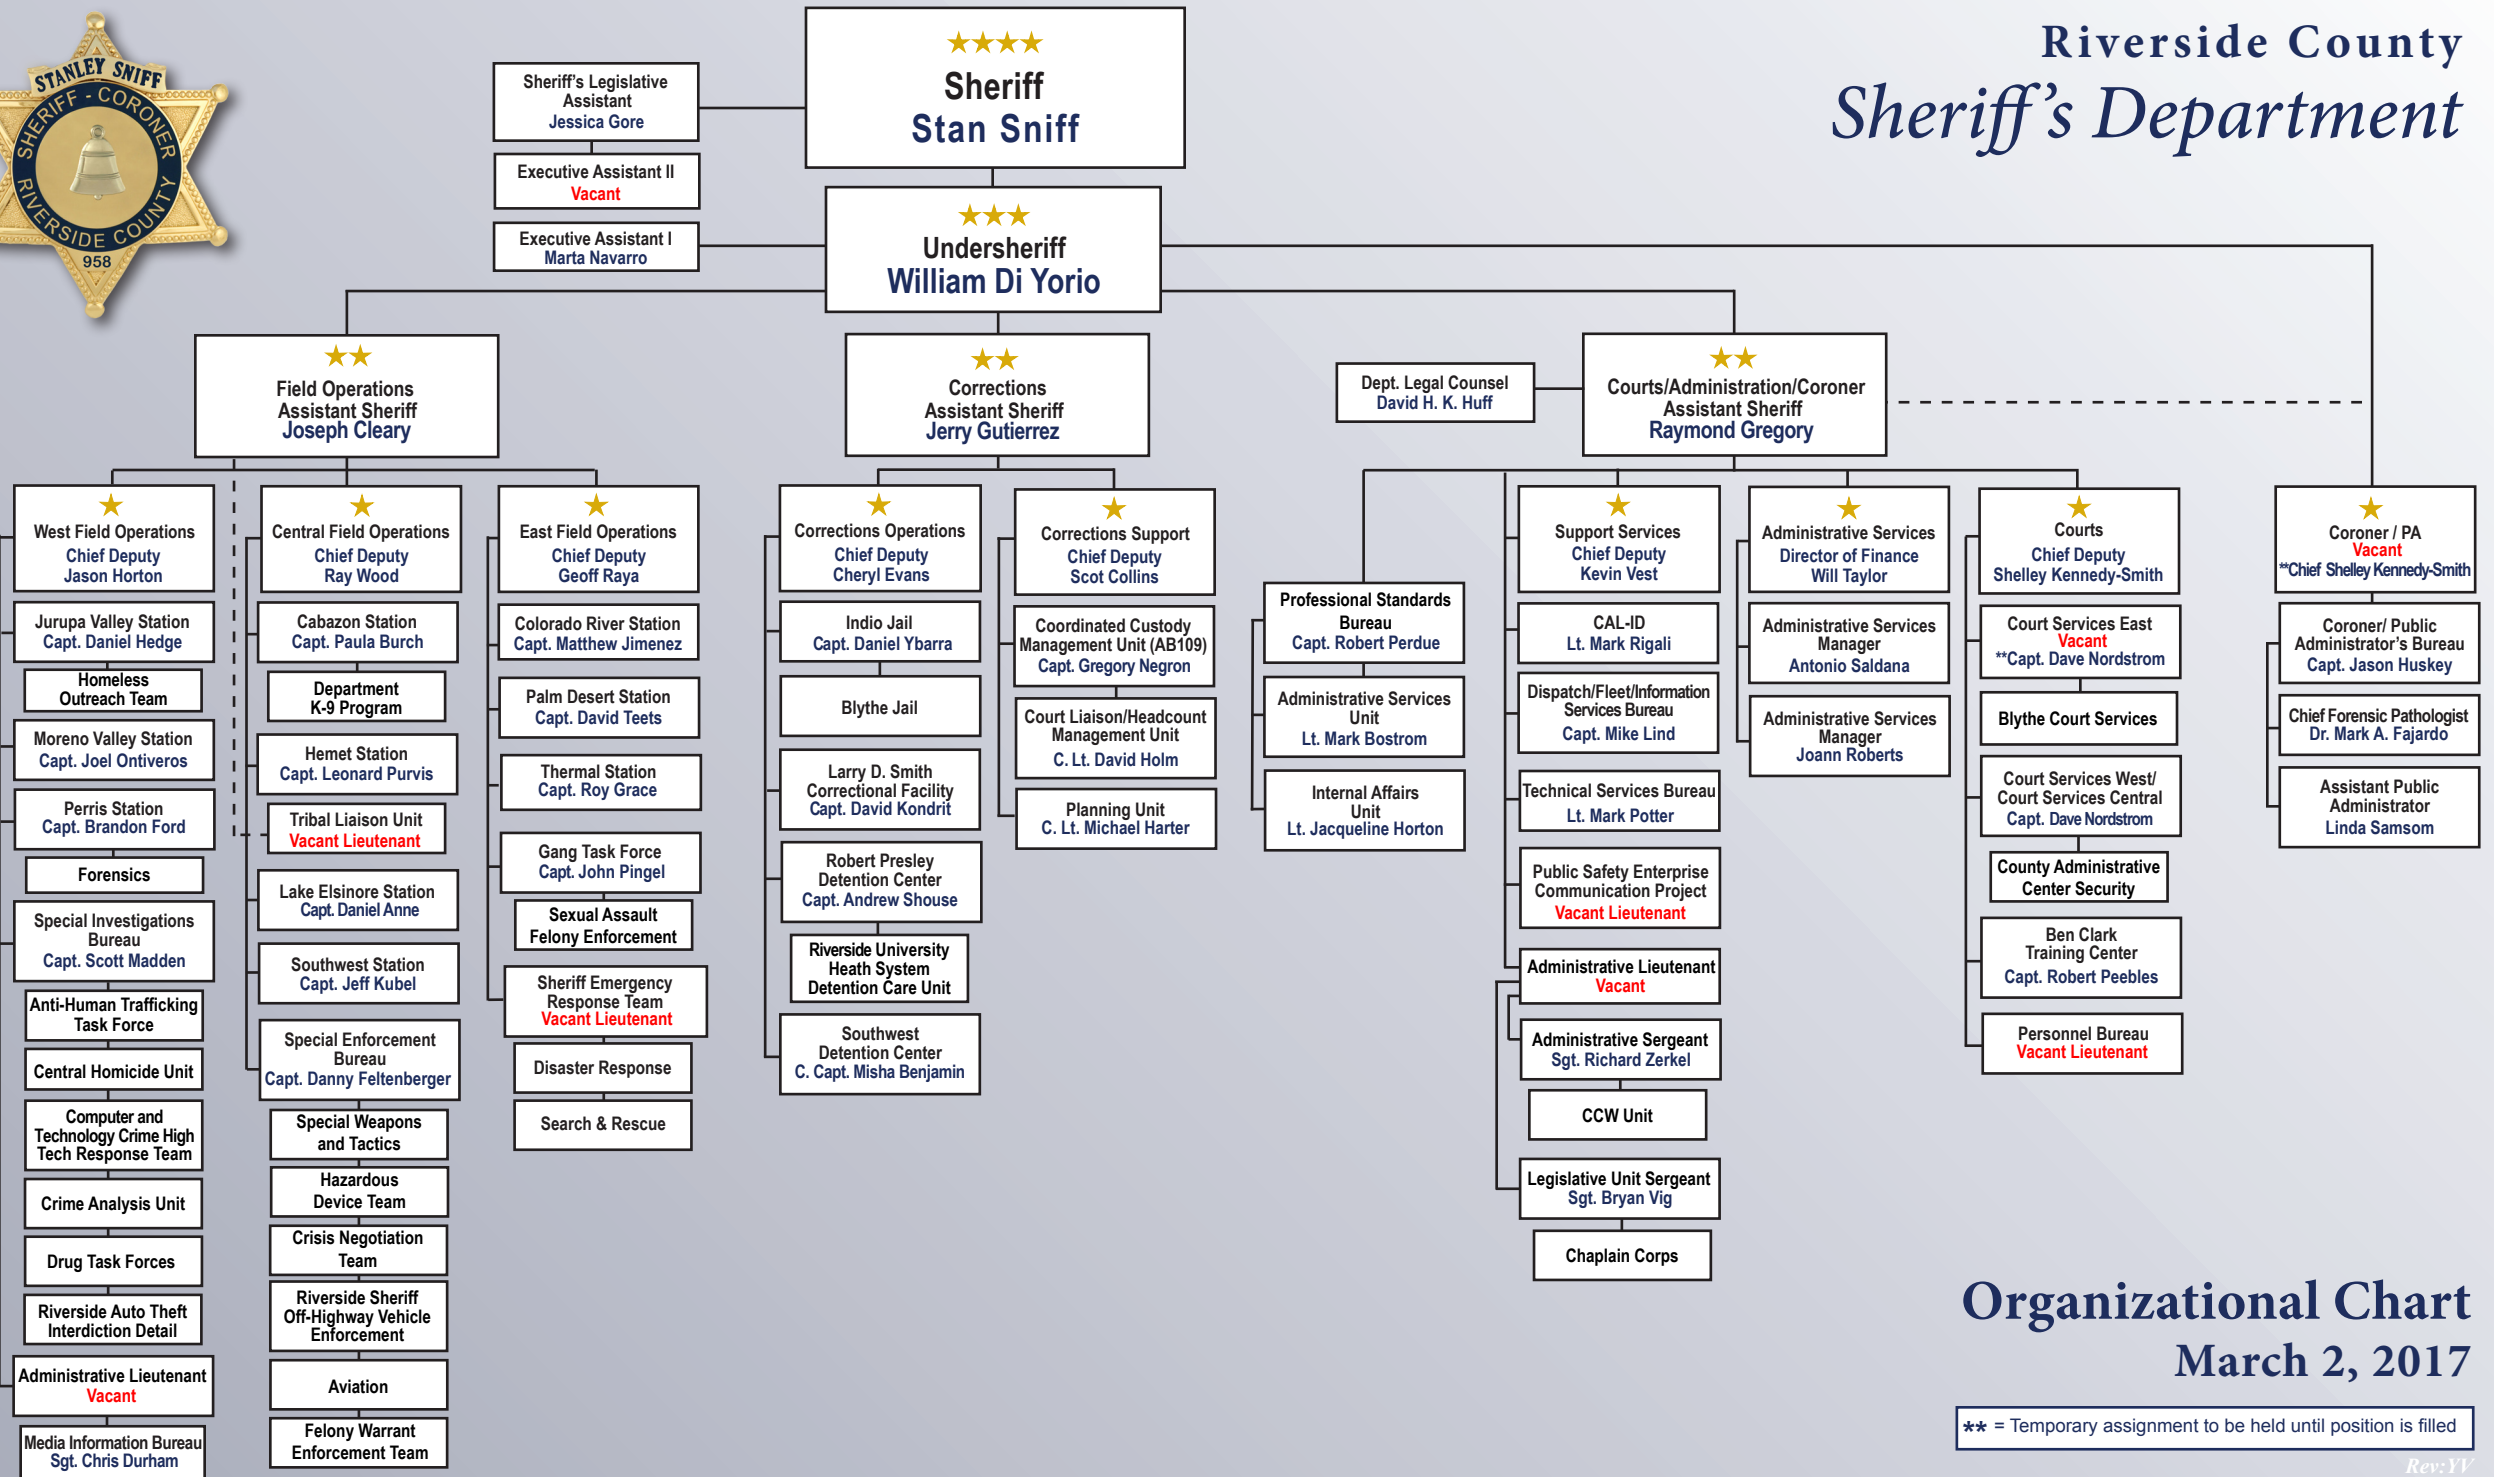 STANLEY SNIFF
SHERIFF - CORONER
RIVERSIDE COUNTY
958
Riverside County
Sheriff's Department
Sheriff
Stan Sniff
Sheriff's Legislative
Assistant
Jessica Gore
Executive Assistant II
Vacant
Executive Assistant I
Marta Navarro
Undersheriff
William Di Yorio
Field Operations
Assistant Sheriff
Joseph Cleary
Corrections
Assistant Sheriff
Jerry Gutierrez
Dept. Legal Counsel
David H. K. Huff
Courts/Administration/Coroner
Assistant Sheriff
Raymond Gregory
West Field Operations
Chief Deputy
Jason Horton
Jurupa Valley Station
Capt. Daniel Hedge
Homeless
Outreach Team
Moreno Valley Station
Capt. Joel Ontiveros
Perris Station
Capt. Brandon Ford
Forensics
Special Investigations
Bureau
Capt. Scott Madden
Anti-Human Trafficking
Task Force
Central Homicide Unit
Computer and
Technology Crime High
Tech Response Team
Crime Analysis Unit
Drug Task Forces
Riverside Auto Theft
Interdiction Detail
Administrative Lieutenant
Vacant
Media Information Bureau
Sgt. Chris Durham
Central Field Operations
Chief Deputy
Ray Wood
Cabazon Station
Capt. Paula Burch
Department
K-9 Program
Hemet Station
Capt. Leonard Purvis
Tribal Liaison Unit
Vacant Lieutenant
Lake Elsinore Station
Capt. Daniel Anne
Southwest Station
Capt. Jeff Kubel
Special Enforcement
Bureau
Capt. Danny Feltenberger
Special Weapons
and Tactics
Hazardous
Device Team
Crisis Negotiation
Team
Riverside Sheriff
Off-Highway Vehicle
Enforcement
Aviation
Felony Warrant
Enforcement Team
East Field Operations
Chief Deputy
Geoff Raya
Colorado River Station
Capt. Matthew Jimenez
Palm Desert Station
Capt. David Teets
Thermal Station
Capt. Roy Grace
Gang Task Force
Capt. John Pingel
Sexual Assault
Felony Enforcement
Sheriff Emergency
Response Team
Vacant Lieutenant
Disaster Response
Search & Rescue
Corrections Operations
Chief Deputy
Cheryl Evans
Indio Jail
Capt. Daniel Ybarra
Blythe Jail
Larry D. Smith
Correctional Facility
Capt. David Kondrit
Robert Presley
Detention Center
Capt. Andrew Shouse
Riverside University
Heath System
Detention Care Unit
Southwest
Detention Center
C. Capt. Misha Benjamin
Corrections Support
Chief Deputy
Scot Collins
Coordinated Custody
Management Unit (AB109)
Capt. Gregory Negron
Court Liaison/Headcount
Management Unit
C. Lt. David Holm
Planning Unit
C. Lt. Michael Harter
Professional Standards
Bureau
Capt. Robert Perdue
Administrative Services
Unit
Lt. Mark Bostrom
Internal Affairs
Unit
Lt. Jacqueline Horton
Support Services
Chief Deputy
Kevin Vest
CAL-ID
Lt. Mark Rigali
Dispatch/Fleet/Information
Services Bureau
Capt. Mike Lind
Technical Services Bureau
Lt. Mark Potter
Public Safety Enterprise
Communication Project
Vacant Lieutenant
Administrative Lieutenant
Vacant
Administrative Sergeant
Sgt. Richard Zerkel
CCW Unit
Legislative Unit Sergeant
Sgt. Bryan Vig
Chaplain Corps
Administrative Services
Director of Finance
Will Taylor
Administrative Services
Manager
Antonio Saldana
Administrative Services
Manager
Joann Roberts
Courts
Chief Deputy
Shelley Kennedy-Smith
Court Services East
Vacant
**Capt. Dave Nordstrom
Blythe Court Services
Court Services West/
Court Services Central
Capt. Dave Nordstrom
County Administrative
Center Security
Ben Clark
Training Center
Capt. Robert Peebles
Personnel Bureau
Vacant Lieutenant
Coroner / PA
Vacant
**Chief Shelley Kennedy-Smith
Coroner/ Public
Administrator's Bureau
Capt. Jason Huskey
Chief Forensic Pathologist
Dr. Mark A. Fajardo
Assistant Public
Administrator
Linda Samsom
Organizational Chart
March 2, 2017
** = Temporary assignment to be held until position is filled
Rev:YV